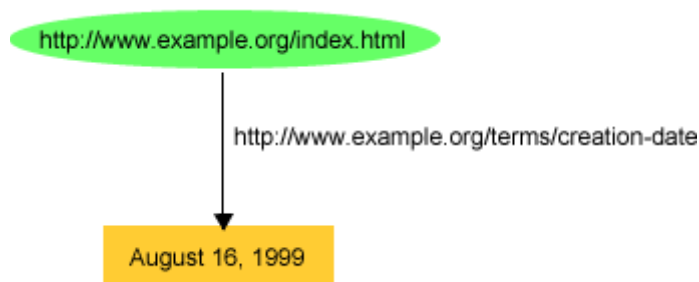 http://www.example.org/index.html
http://www.example.org/terms/creation-date
August 16, 1999